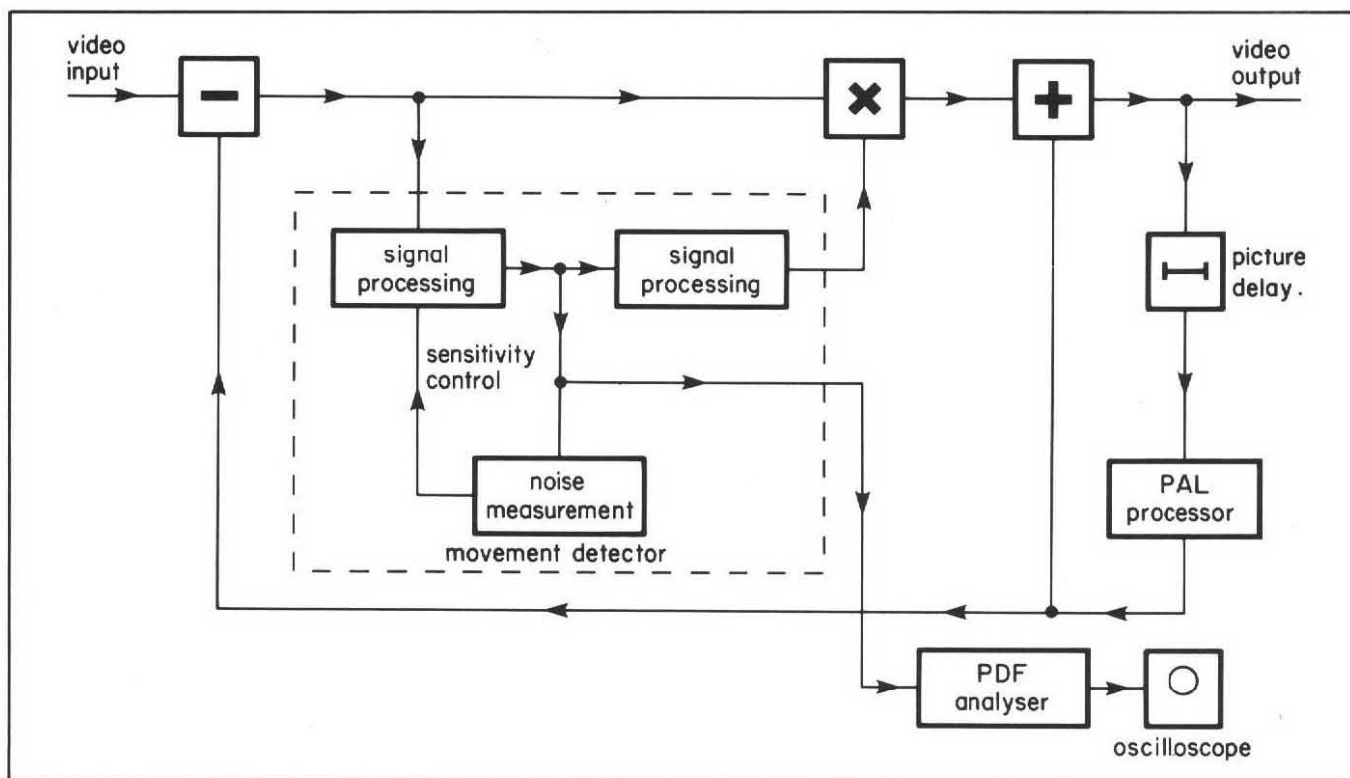 video
input
video
output
−
×
+
signal
processing
signal
processing
picture
delay.
sensitivity
control
noise
measurement
PAL
processor
movement detector
PDF
analyser
oscilloscope